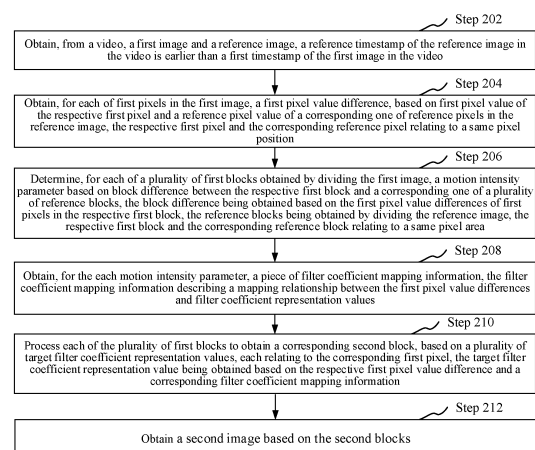 Step 202
Obtain, from a video, a first image and a reference image, a reference timestamp of the reference image in
the video is earlier than a first timestamp of the first image in the video
Step 204
Obtain, for each of first pixels in the first image, a first pixel value difference, based on first pixel value of
the respective first pixel and a reference pixel value of a corresponding one of reference pixels in the
reference image, the respective first pixel and the corresponding reference pixel relating to a same pixel
position
Step 206
Determine, for each of a plurality of first blocks obtained by dividing the first image, a motion intensity
parameter based on block difference between the respective first block and a corresponding one of a plurality
of reference blocks, the block difference being obtained based on the first pixel value differences of first
pixels in the respective first block, the reference blocks being obtained by dividing the reference image, the
respective first block and the corresponding reference block relating to a same pixel area
Step 208
Obtain, for the each motion intensity parameter, a piece of filter coefficient mapping information, the filter
coefficient mapping information describing a mapping relationship between the first pixel value differences
and filter coefficient representation values
Step 210
Process each of the plurality of first blocks to obtain a corresponding second block, based on a plurality of
target filter coefficient representation values, each relating to the corresponding first pixel, the target filter
coefficient representation value being obtained based on the respective first pixel value difference and a
corresponding filter coefficient mapping information
Step 212
Obtain a second image based on the second blocks